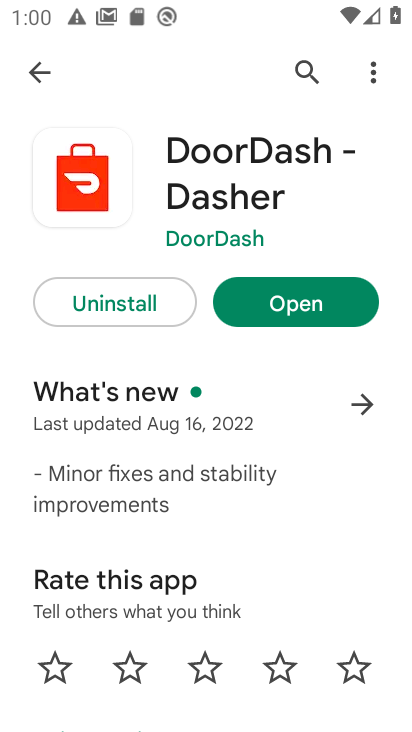 1:00
DoorDash -
Dasher
DoorDash
Uninstall
Open
What's new
Last updated Aug 16, 2022
- Minor fixes and stability
improvements
Rate this app
Tell others what you think